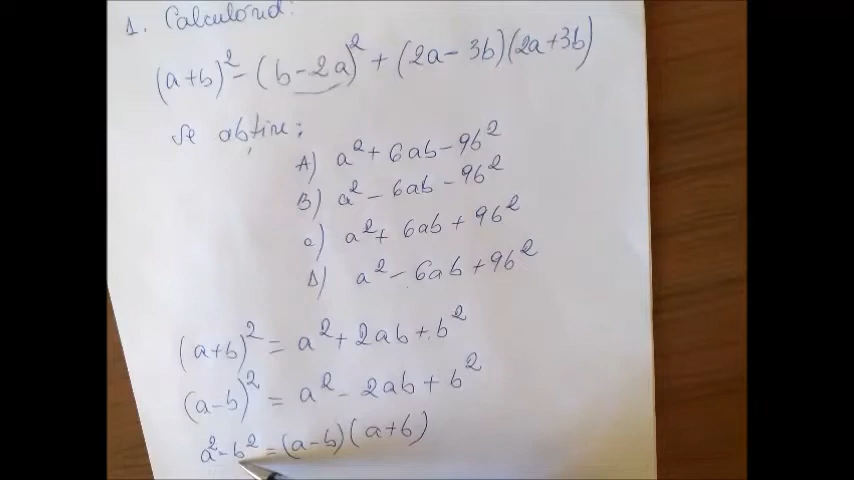 1. Calculând:
(a+b)² - (b-2a)² + (2a-3b)(2a+3b)
se obține:
A) a² + 6ab - 9b²
B) a² - 6ab - 9b²
C) a² + 6ab + 9b²
D) a² - 6ab + 9b²
(a+b)² = a² + 2ab + b²
(a-b)² = a² - 2ab + b²
a² - b² = (a-b)(a+b)